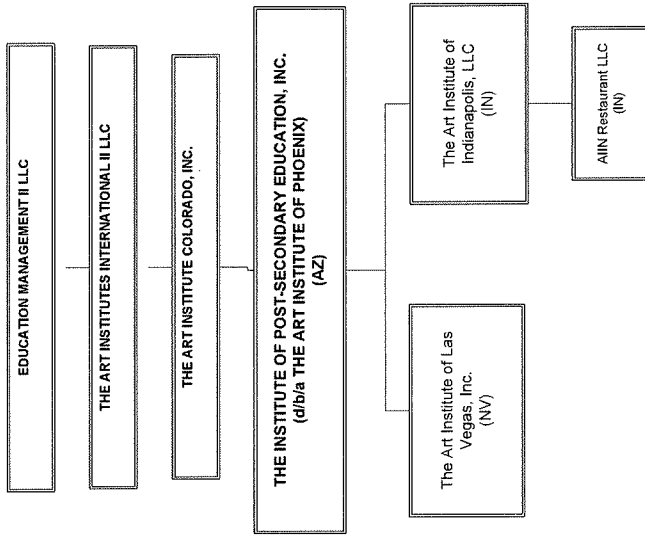 EDUCATION MANAGEMENT II LLC
THE ART INSTITUTES INTERNATIONAL II LLC
THE ART INSTITUTE COLORADO, INC.
THE INSTITUTE OF POST-SECONDARY EDUCATION, INC.
(d/b/a THE ART INSTITUTE OF PHOENIX)
(AZ)
The Art Institute of Las
Vegas, Inc.
(NV)
The Art Institute of
Indianapolis, LLC
(IN)
AIIN Restaurant LLC
(IN)